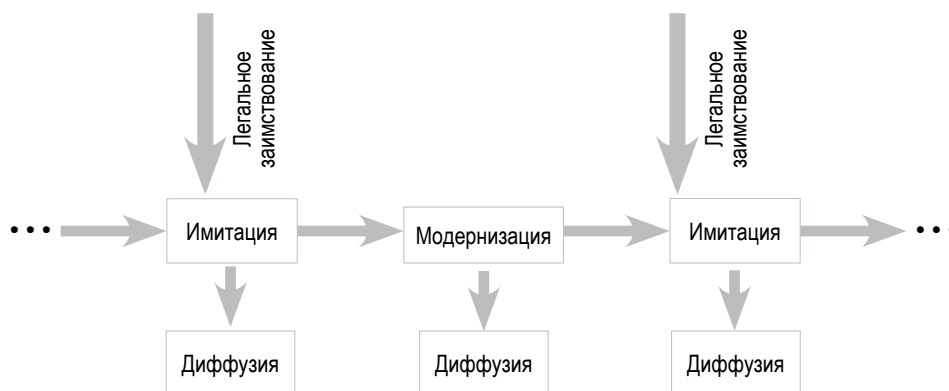 Легальное
заимствование
Легальное
заимствование
••• Имитация Модернизация Имитация •••
Диффузия Диффузия Диффузия